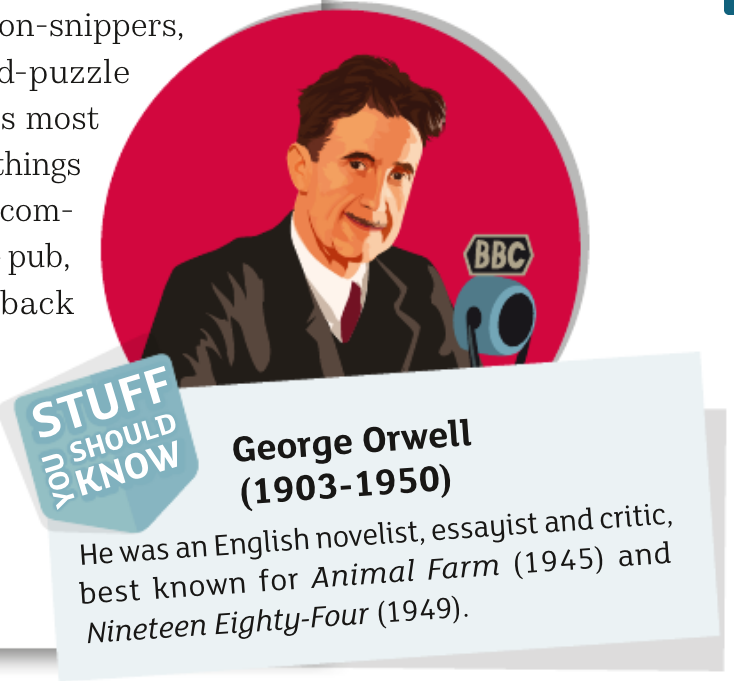 on-snippers,
d-puzzle
s most
things
com-
pub,
back
BBC
STUFF
YOU SHOULD
KNOW
George Orwell
(1903-1950)
He was an English novelist, essayist and critic,
best known for Animal Farm (1945) and
Nineteen Eighty-Four (1949).